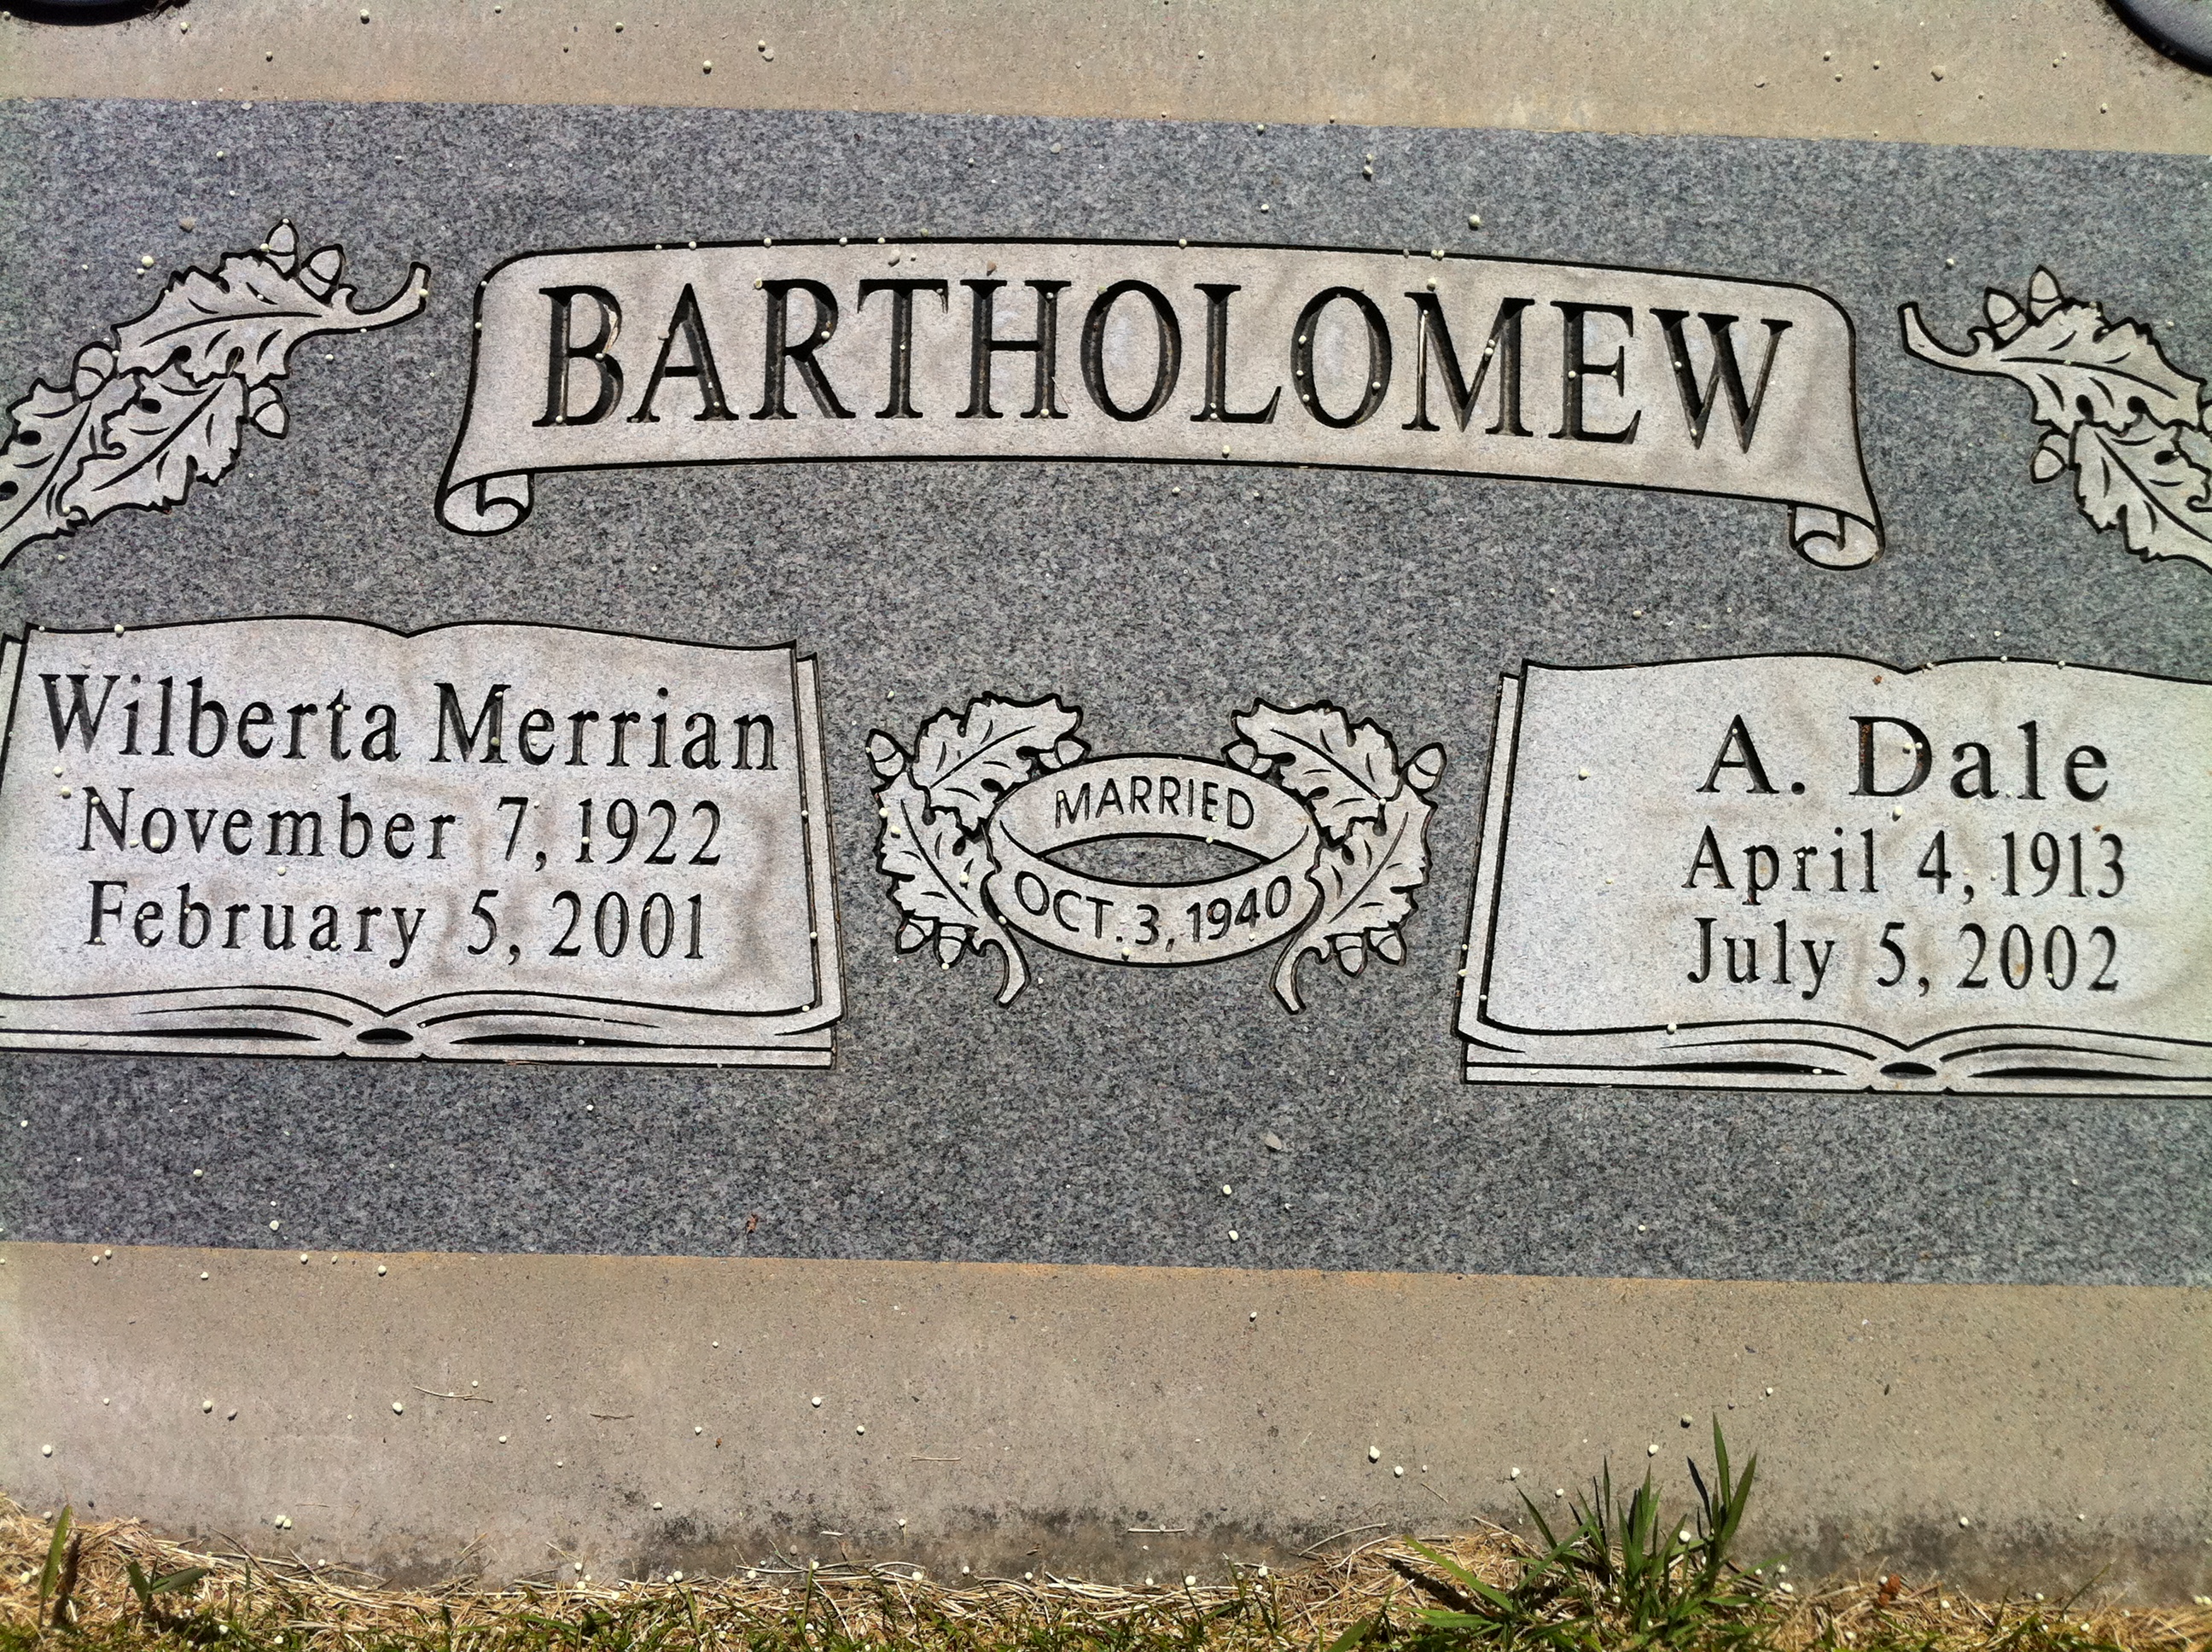 BARTHOLOMEW
Wilberta Merrian
November 7, 1922
February 5, 2001
MARRIED
OCT. 3, 1940
A. Dale
April 4, 1913
July 5, 2002